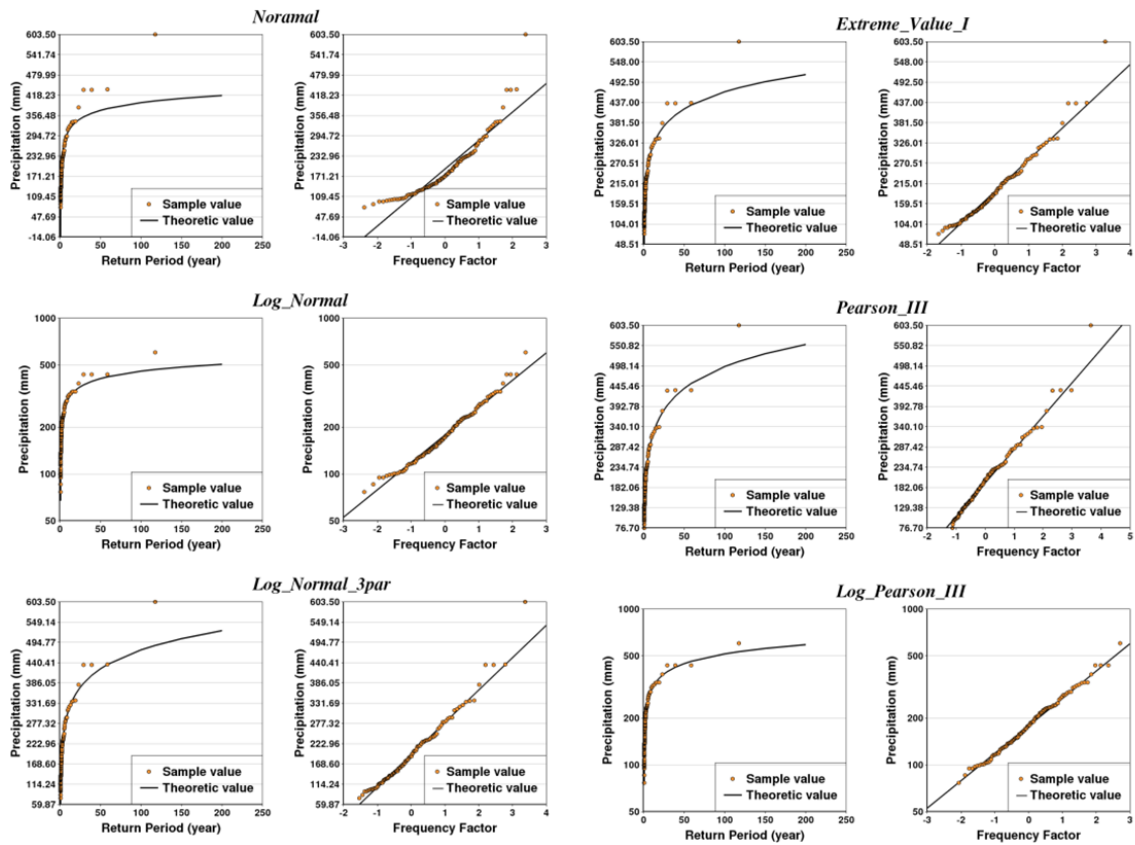 Noramal
Precipitation (mm)
603.50
541.74
479.99
418.23
356.48
294.72
232.96
171.21
109.45
47.69
-14.06
0 50 100 150 200 250
Return Period (year)
Sample value
Theoretic value
Precipitation (mm)
603.50
541.74
479.99
418.23
356.48
294.72
232.96
171.21
109.45
47.69
-14.06
-3 -2 -1 0 1 2 3
Frequency Factor
Sample value
Theoretic value
Extreme_Value_I
Precipitation (mm)
603.50
548.00
492.50
437.00
381.50
326.01
270.51
215.01
159.51
104.01
48.51
0 50 100 150 200 250
Return Period (year)
Sample value
Theoretic value
Precipitation (mm)
603.50
548.00
492.50
437.00
381.50
326.01
270.51
215.01
159.51
104.01
48.51
-2 -1 0 1 2 3 4
Frequency Factor
Sample value
Theoretic value
Log_Normal
Precipitation (mm)
1000
500
200
100
50
0 50 100 150 200 250
Return Period (year)
Sample value
Theoretic value
Precipitation (mm)
1000
500
200
100
50
-3 -2 -1 0 1 2 3
Frequency Factor
Sample value
Theoretic value
Pearson_III
Precipitation (mm)
603.50
550.82
498.14
445.46
392.78
340.10
287.42
234.74
182.06
129.38
76.70
0 50 100 150 200 250
Return Period (year)
Sample value
Theoretic value
Precipitation (mm)
603.50
550.82
498.14
445.46
392.78
340.10
287.42
234.74
182.06
129.38
76.70
-2 -1 0 1 2 3 4 5
Frequency Factor
Sample value
Theoretic value
Log_Normal_3par
Precipitation (mm)
603.50
549.14
494.77
440.41
386.05
331.69
277.32
222.96
168.60
114.24
59.87
0 50 100 150 200 250
Return Period (year)
Sample value
Theoretic value
Precipitation (mm)
603.50
549.14
494.77
440.41
386.05
331.69
277.32
222.96
168.60
114.24
59.87
-2 -1 0 1 2 3 4
Frequency Factor
Sample value
Theoretic value
Log_Pearson_III
Precipitation (mm)
1000
500
200
100
50
0 50 100 150 200 250
Return Period (year)
Sample value
Theoretic value
Precipitation (mm)
1000
500
200
100
50
-3 -2 -1 0 1 2 3
Frequency Factor
Sample value
Theoretic value